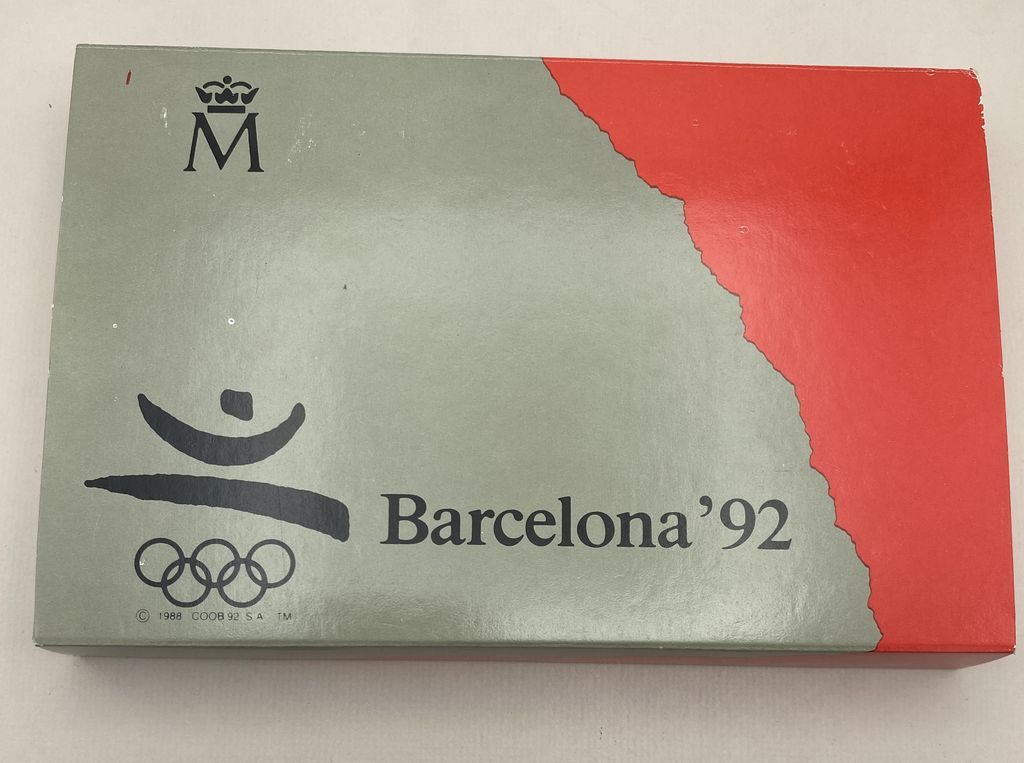 M
Barcelona ’92
© 1988 COOB 92 S A TM